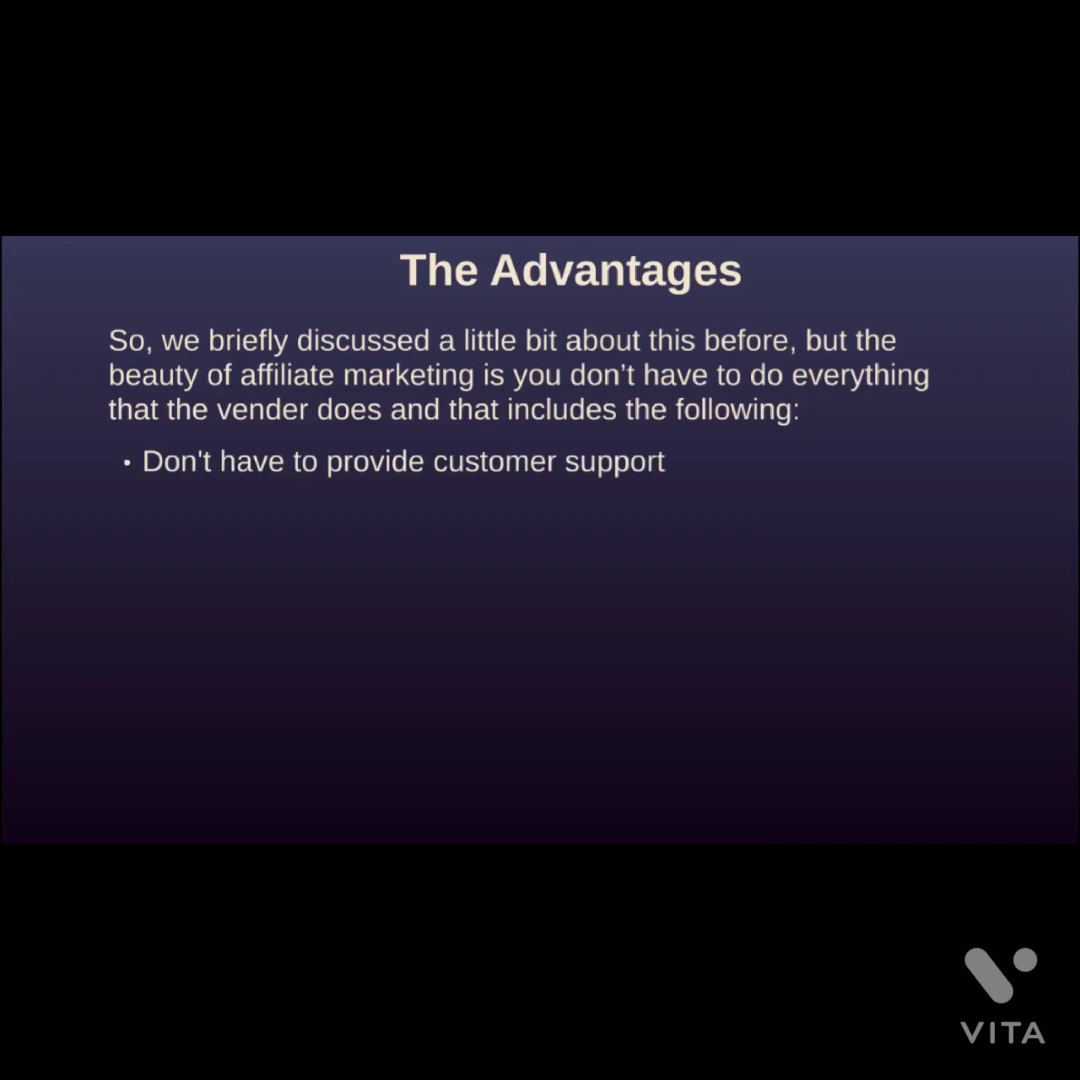 The Advantages
So, we briefly discussed a little bit about this before, but the
beauty of affiliate marketing is you don’t have to do everything
that the vender does and that includes the following:
• Don't have to provide customer support
VITA